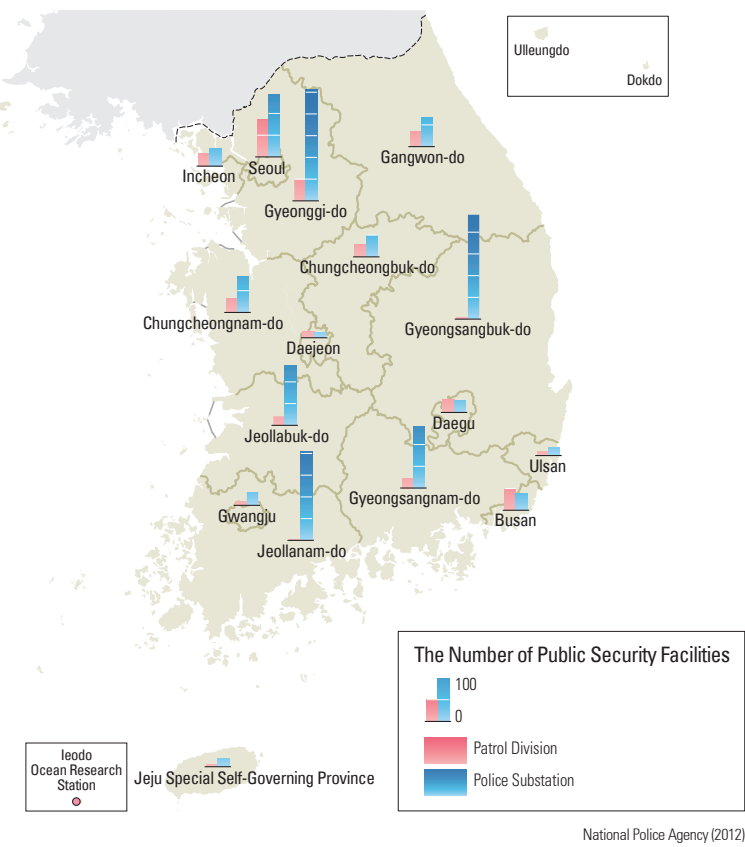 Ulleungdo
Dokdo
Gangwon-do
Incheon
Seoul
Gyeonggi-do
Chungcheongbuk-do
Chungcheongnam-do
Gyeongsangbuk-do
Daejeon
Daegu
Jeollabuk-do
Ulsan
Gyeongsangnam-do
Gwangju
Busan
Jeollanam-do
The Number of Public Security Facilities
100
0
Patrol Division
Police Substation
Ieodo
Ocean Research
Station
Jeju Special Self-Governing Province
National Police Agency (2012)